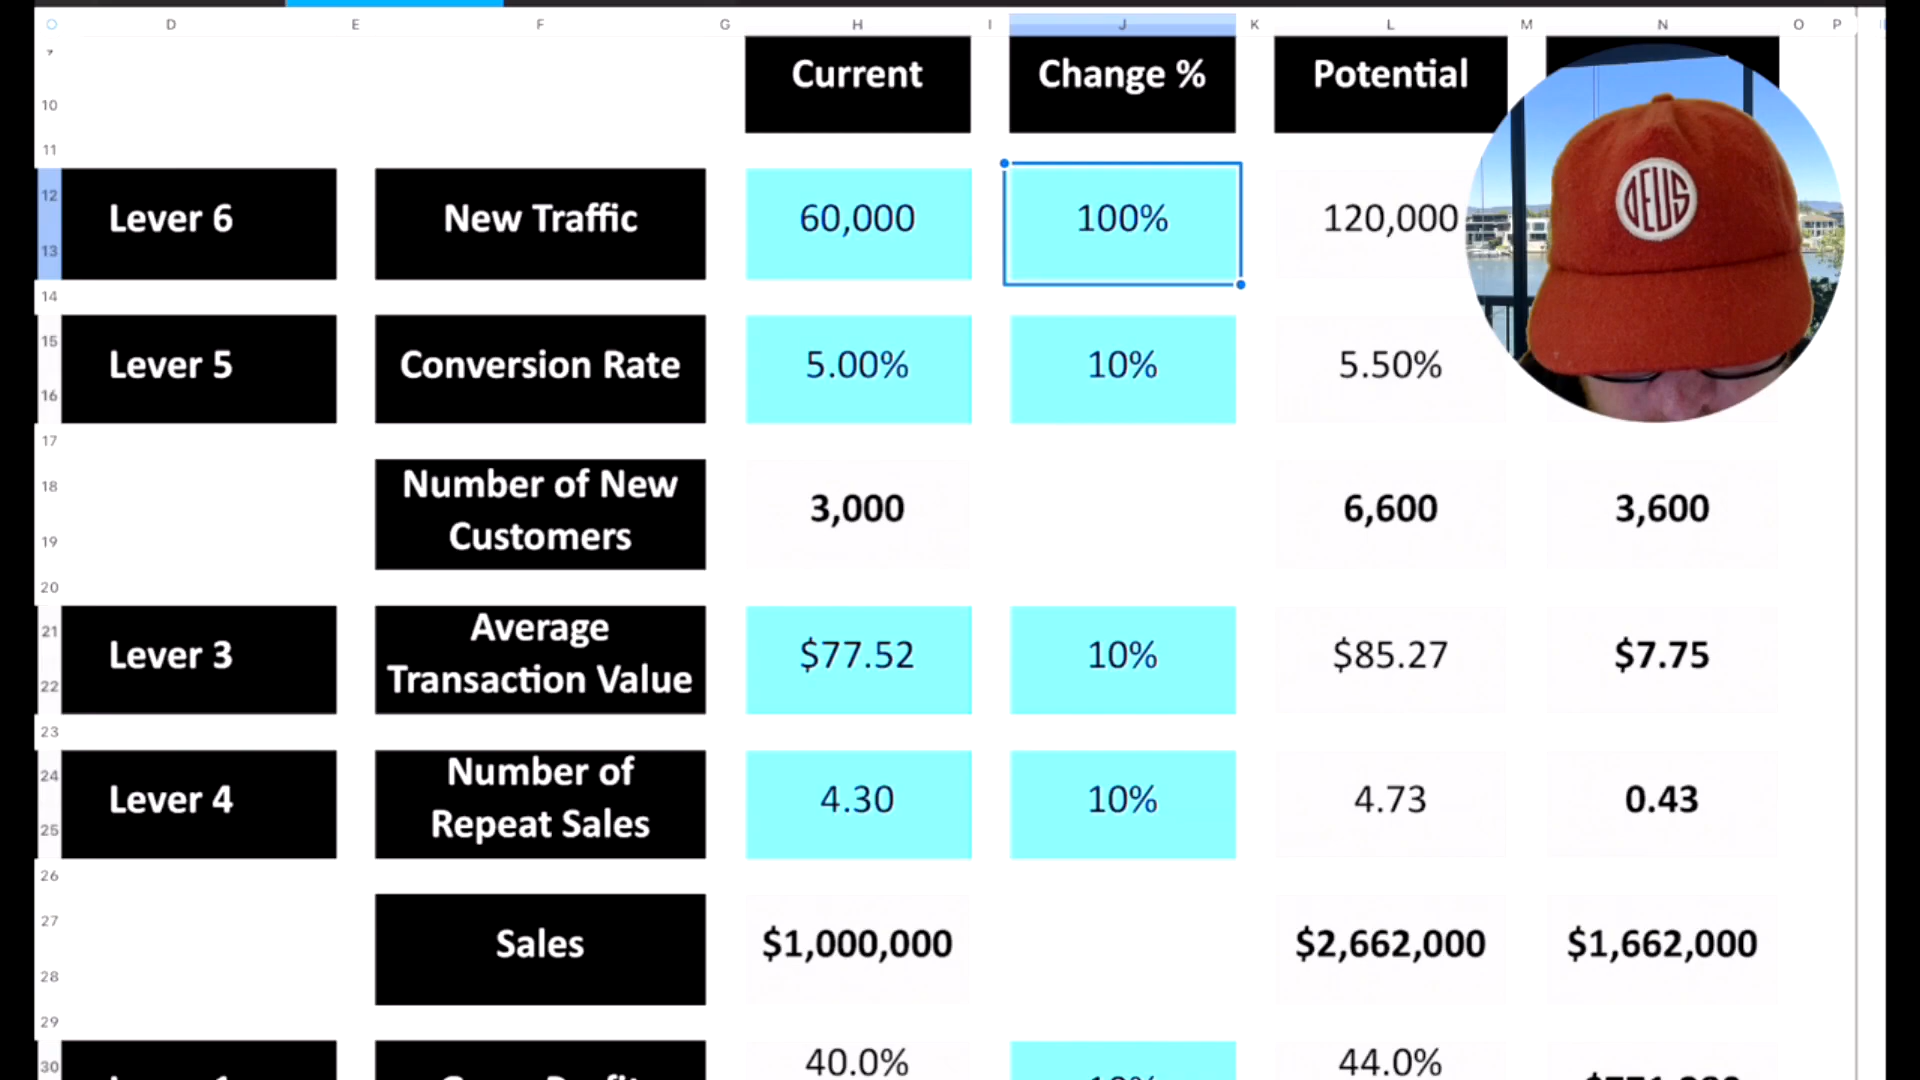 D E F G H I J K L M N O P
Current Change % Potential
10
11
12
Lever 6 New Traffic 60,000 100% 120,000
13
DEUS
14
15
Lever 5 Conversion Rate 5.00% 10% 5.50%
16
17
18
Number of New
Customers
3,000 6,600 3,600
19
20
21
Lever 3
Average
Transaction Value
$77.52 10% $85.27 $7.75
22
23
24
Lever 4
Number of
Repeat Sales
4.30 10% 4.73 0.43
25
26
27
Sales $1,000,000 $2,662,000 $1,662,000
28
29
30
40.0% 44.0%